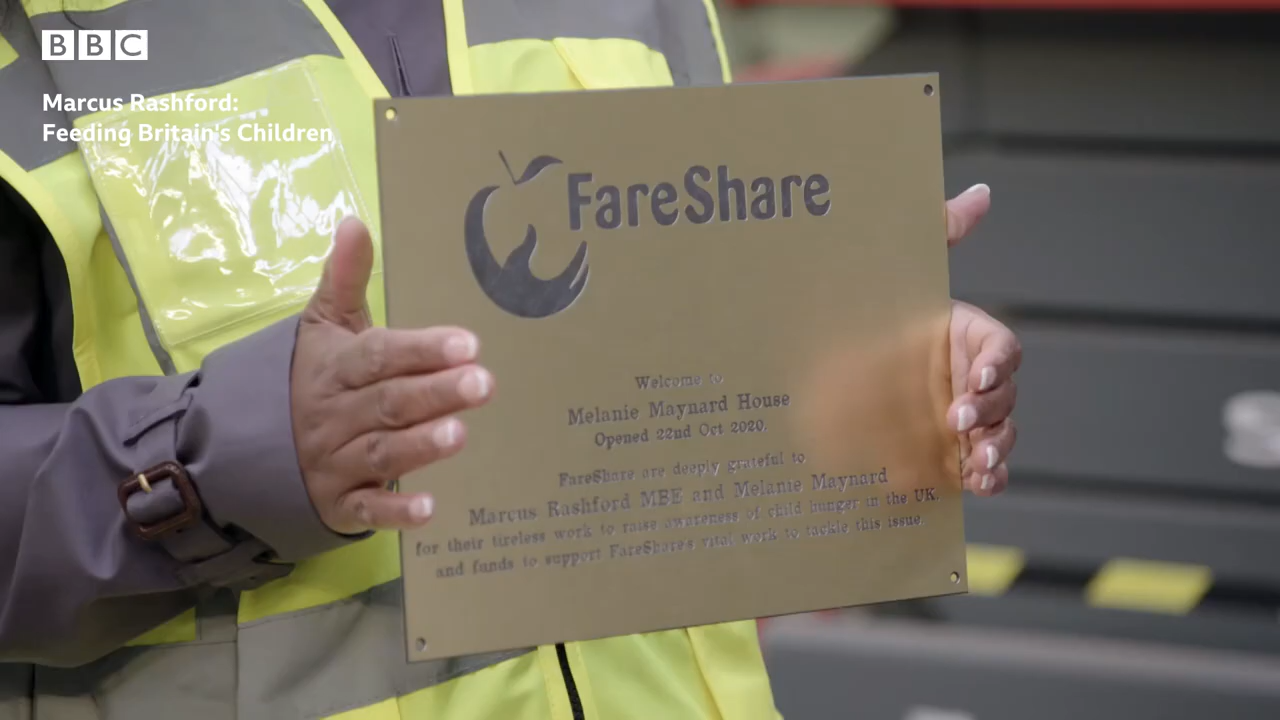 BBC
Marcus Rashford:
Feeding Britain's Children
FareShare
Welcome to
Melanie Maynard House
Opened 22nd Oct 2020.
FareShare are deeply grateful to
Marcus Rashford MBE and Melanie Maynard
for their tireless work to raise awareness of child hunger in the UK.
and funds to support FareShare's vital work to tackle this issue.